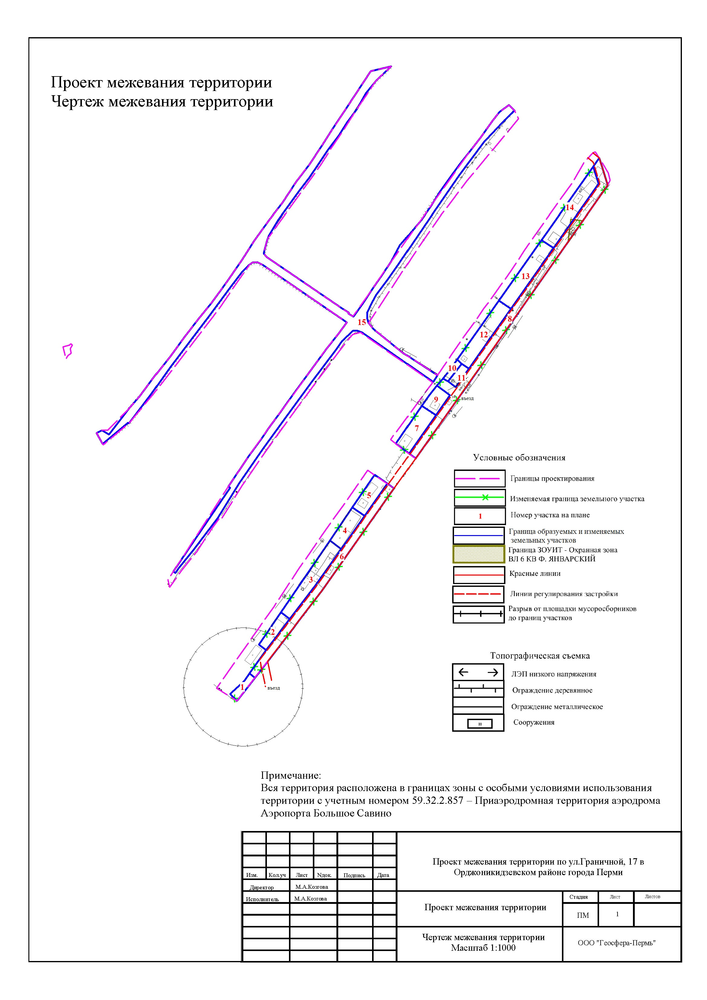 Проект межевания территории
Чертеж межевания территории
14
13
15
8
12
10
11
въезд
9
7
5
4
6
3
2
1
въезд
Условные обозначения
Границы проектирования
Изменяемая граница земельного участка
1
Номер участка на плане
Граница образуемых и изменяемых
земельных участков
Граница ЗОУИТ - Охранная зона
ВЛ 6 КВ Ф. ЯНВАРСКИЙ
Красные линии
Линии регулирования застройки
Разрыв от площадки мусоросборников
до границ участков
Топографическая съемка
ЛЭП низкого напряжения
Ограждение деревянное
Ограждение металлическое
н
Сооружения
Примечание:
Вся территория расположена в границах зоны с особыми условиями использования
территории с учетным номером 59.32.2.857 – Приаэродромная территория аэродрома
Аэропорта Большое Савино
Изм. Кол.уч Лист Nдок. Подпись Дата
Директор М.А.Козгова
Исполнитель М.А.Козгова
Проект межевания территории по ул.Граничной, 17 в
Орджоникидзевском районе города Перми
Проект межевания территории
Стадия Лист Листов
ПМ 1
Чертеж межевания территории
Масштаб 1:1000
ООО "Геосфера-Пермь"